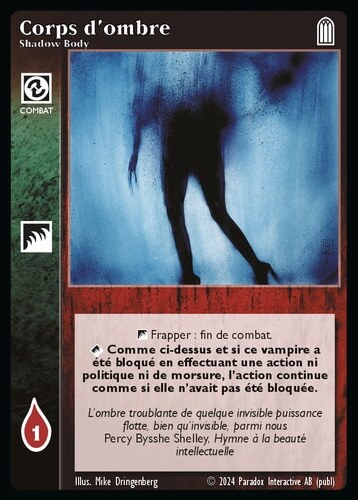 Corps d'ombre
Shadow Body
COMBAT
Frapper : fin de combat.
Comme ci-dessus et si ce vampire a
été bloqué en effectuant une action ni
politique ni de morsure, l'action continue
comme si elle n'avait pas été bloquée.
L'ombre troublante de quelque invisible puissance
flotte, bien qu'invisible, parmi nous
Percy Bysshe Shelley, Hymne à la beauté
intellectuelle
1
Illus. Mike Dringenberg
© 2024 Paradox Interactive AB (publ)